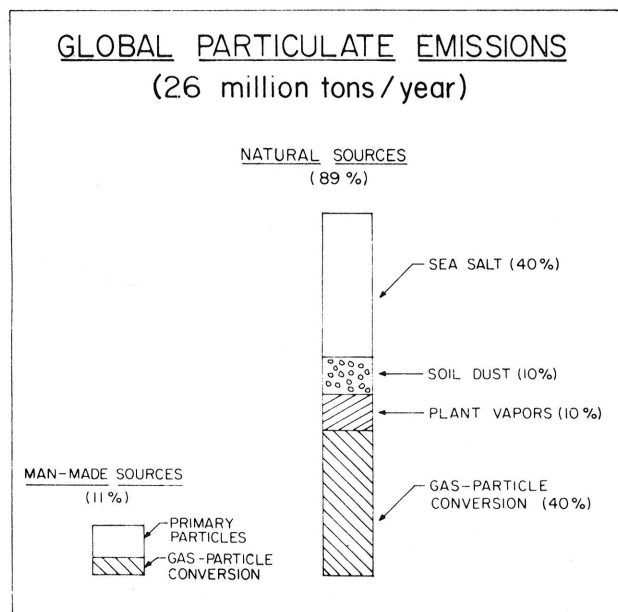 GLOBAL PARTICULATE EMISSIONS
(26 million tons/year)
NATURAL SOURCES
(89%)
SEA SALT (40%)
SOIL DUST (10%)
PLANT VAPORS (10%)
GAS-PARTICLE
CONVERSION (40%)
MAN-MADE SOURCES
(11%)
PRIMARY
PARTICLES
GAS-PARTICLE
CONVERSION